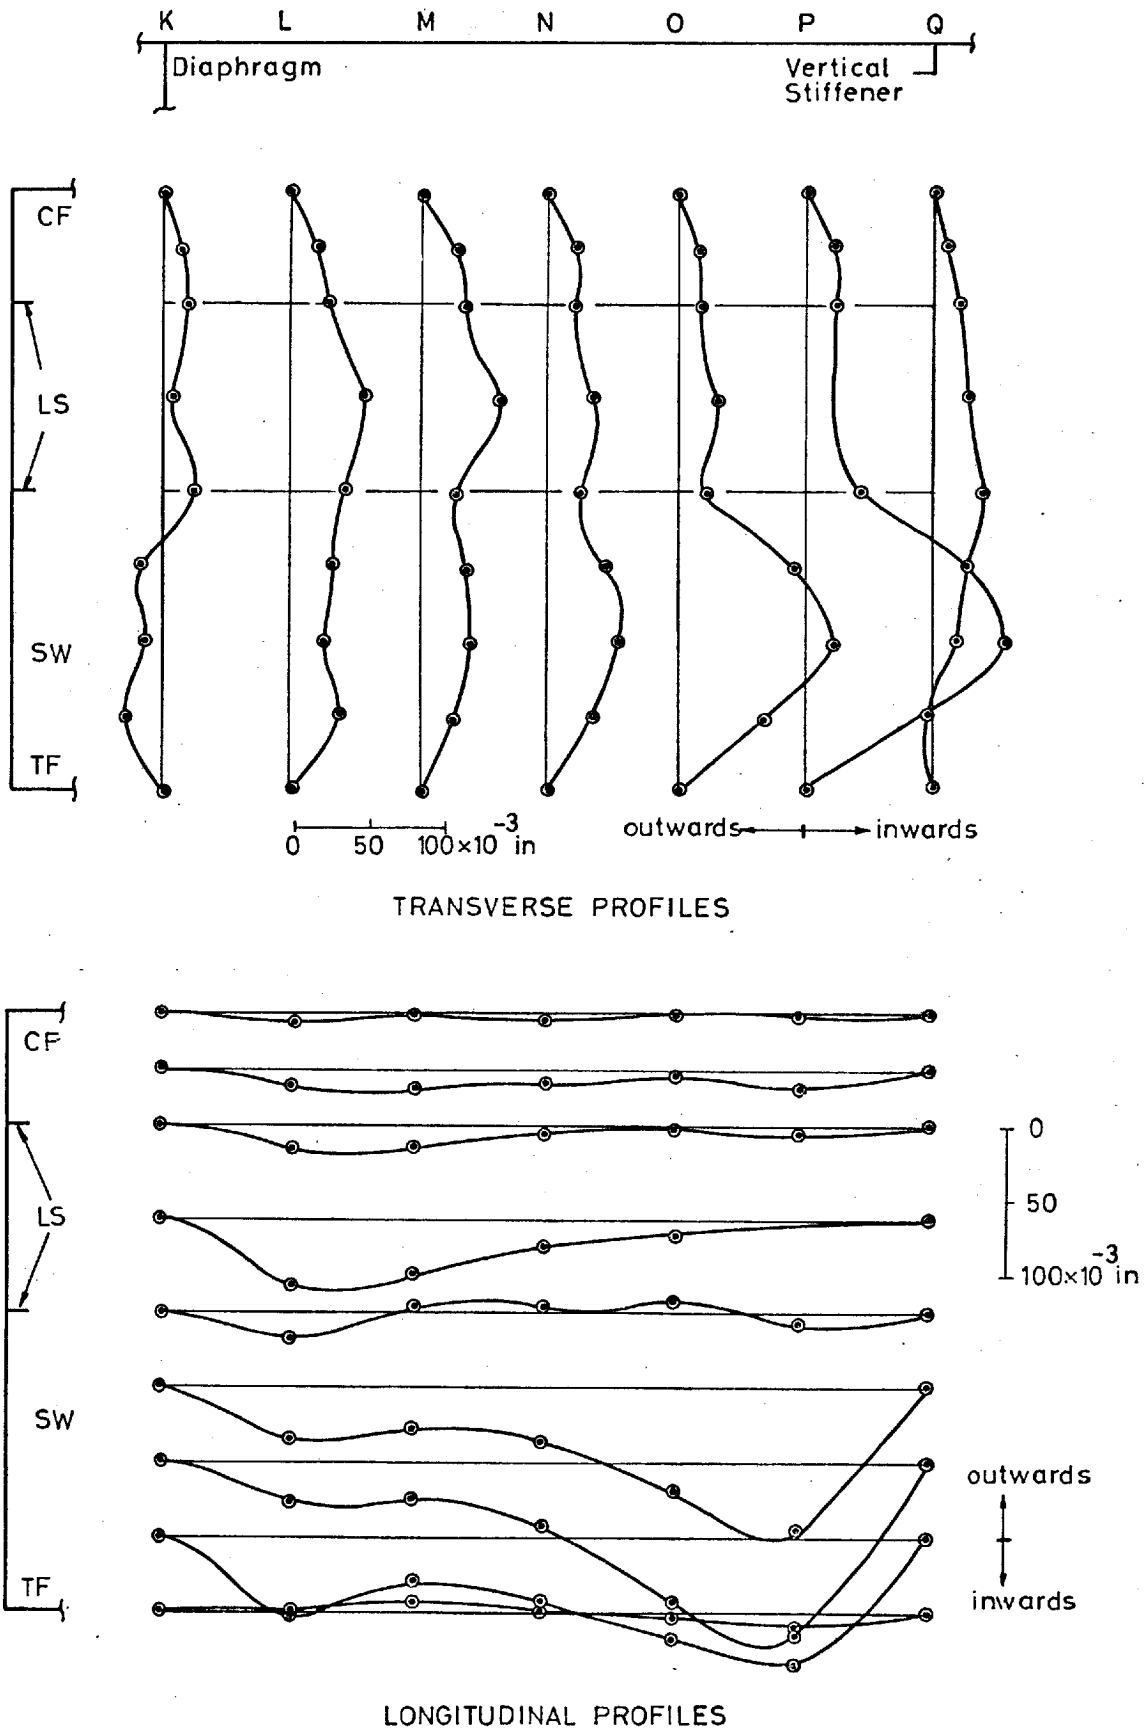 K L M N O P Q
Diaphragm
Vertical
Stiffener
CF
LS
SW
TF
0 50 100×10⁻³ in
outwards inwards
TRANSVERSE PROFILES
CF
0
LS
50
100×10⁻³ in
SW
outwards
TF
inwards
LONGITUDINAL PROFILES